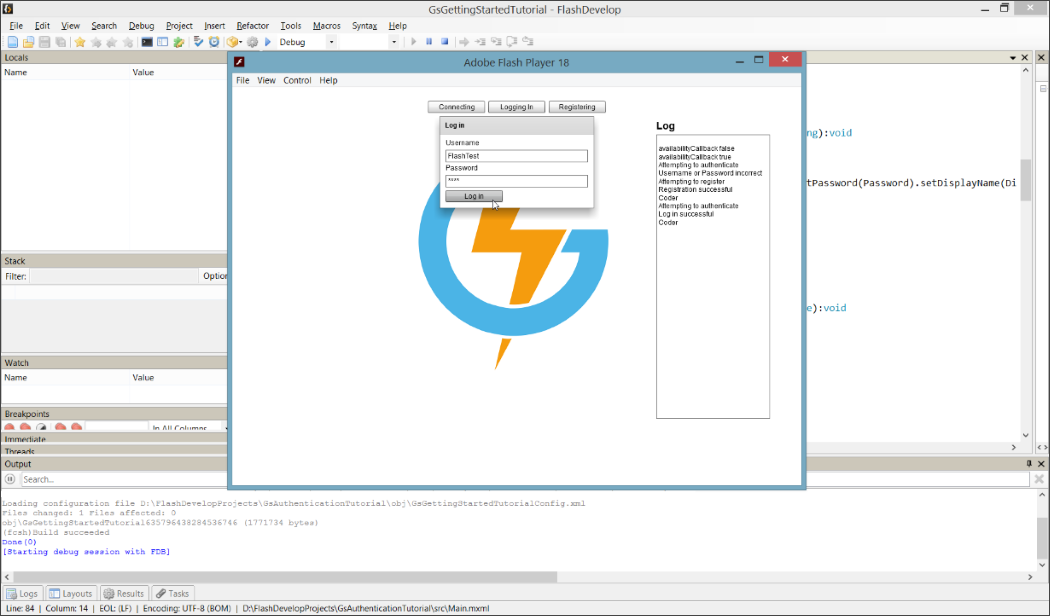 GsGettingStartedTutorial - FlashDevelop
File Edit View Search Debug Project Insert Refactor Tools Macros Syntax Help
Debug
Locals
Name Value
Adobe Flash Player 18
File View Control Help
Connecting Logging In Registering
Log in
Username
FlashTest
Password
****
Log in
Log
availabilityCallback false
availabilityCallback true
Attempting to authenticate
Username or Password incorrect
Attempting to register
Registration successful
Coder
Attempting to authenticate
Log in successful
Coder
ng):void
tPassword(Password).setDisplayName(Di
e):void
Stack
Filter: Option
Watch
Name Value
Breakpoints
In All Columns
Immediate
Threads
Output
Search...
Loading configuration file D:\FlashDevelopProjects\GsAuthenticationTutorial\obj\GsGettingStartedTutorialConfig.xml
Files changed: 1 Files affected: 0
obj\GsGettingStartedTutorial635796438284536746 (1771734 bytes)
(fcsh)Build succeeded
Done(0)
[Starting debug session with FDB]
Logs Layouts Results Tasks
Line: 84 | Column: 14 | EOL: (LF) | Encoding: UTF-8 (BOM) | D:\FlashDevelopProjects\GsAuthenticationTutorial\src\Main.mxml